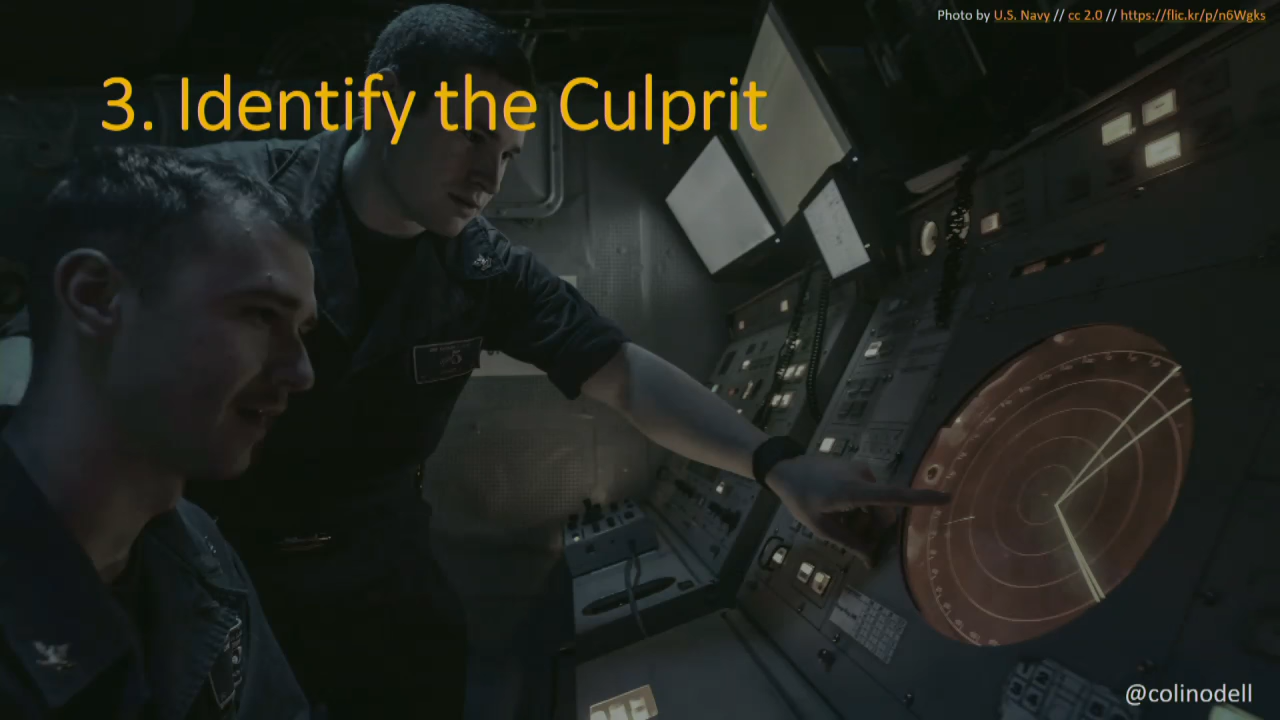 Photo by U.S. Navy // cc 2.0 // https://flic.kr/p/n6Wgks
3. Identify the Culprit
@colinodell